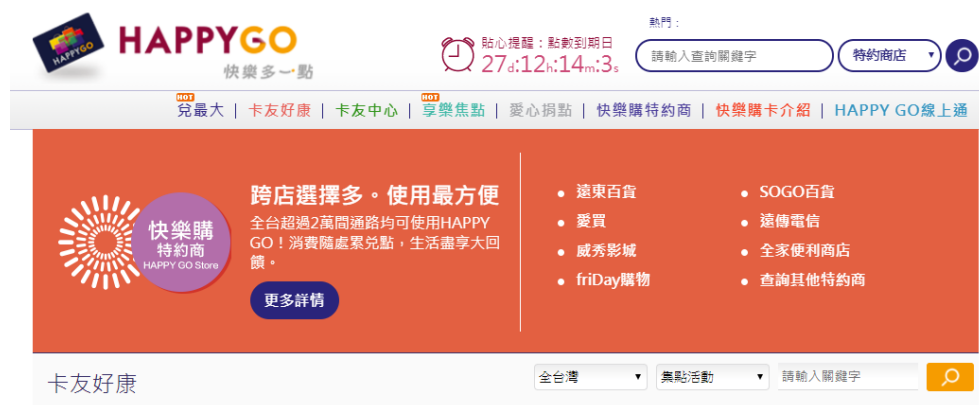 HAPPYGO
HAPPYGO
快樂多一點
貼心提醒：點數到期日
27d:12h:14m:3s
熱門：
請輸入查詢關鍵字
特約商店
HOT
HOT
兌最大 | 卡友好康 | 卡友中心 | 享樂焦點 | 愛心捐點 | 快樂購特約商 | 快樂購卡介紹 | HAPPY GO線上通
快樂購
特約商
HAPPY GO Store
跨店選擇多。使用最方便
全台超過2萬間通路均可使用HAPPY
GO！消費隨處累兌點，生活盡享大回
饋。
更多詳情
遠東百貨
愛買
威秀影城
friDay購物
SOGO百貨
遠傳電信
全家便利商店
查詢其他特約商
卡友好康
全台灣
集點活動
請輸入關鍵字